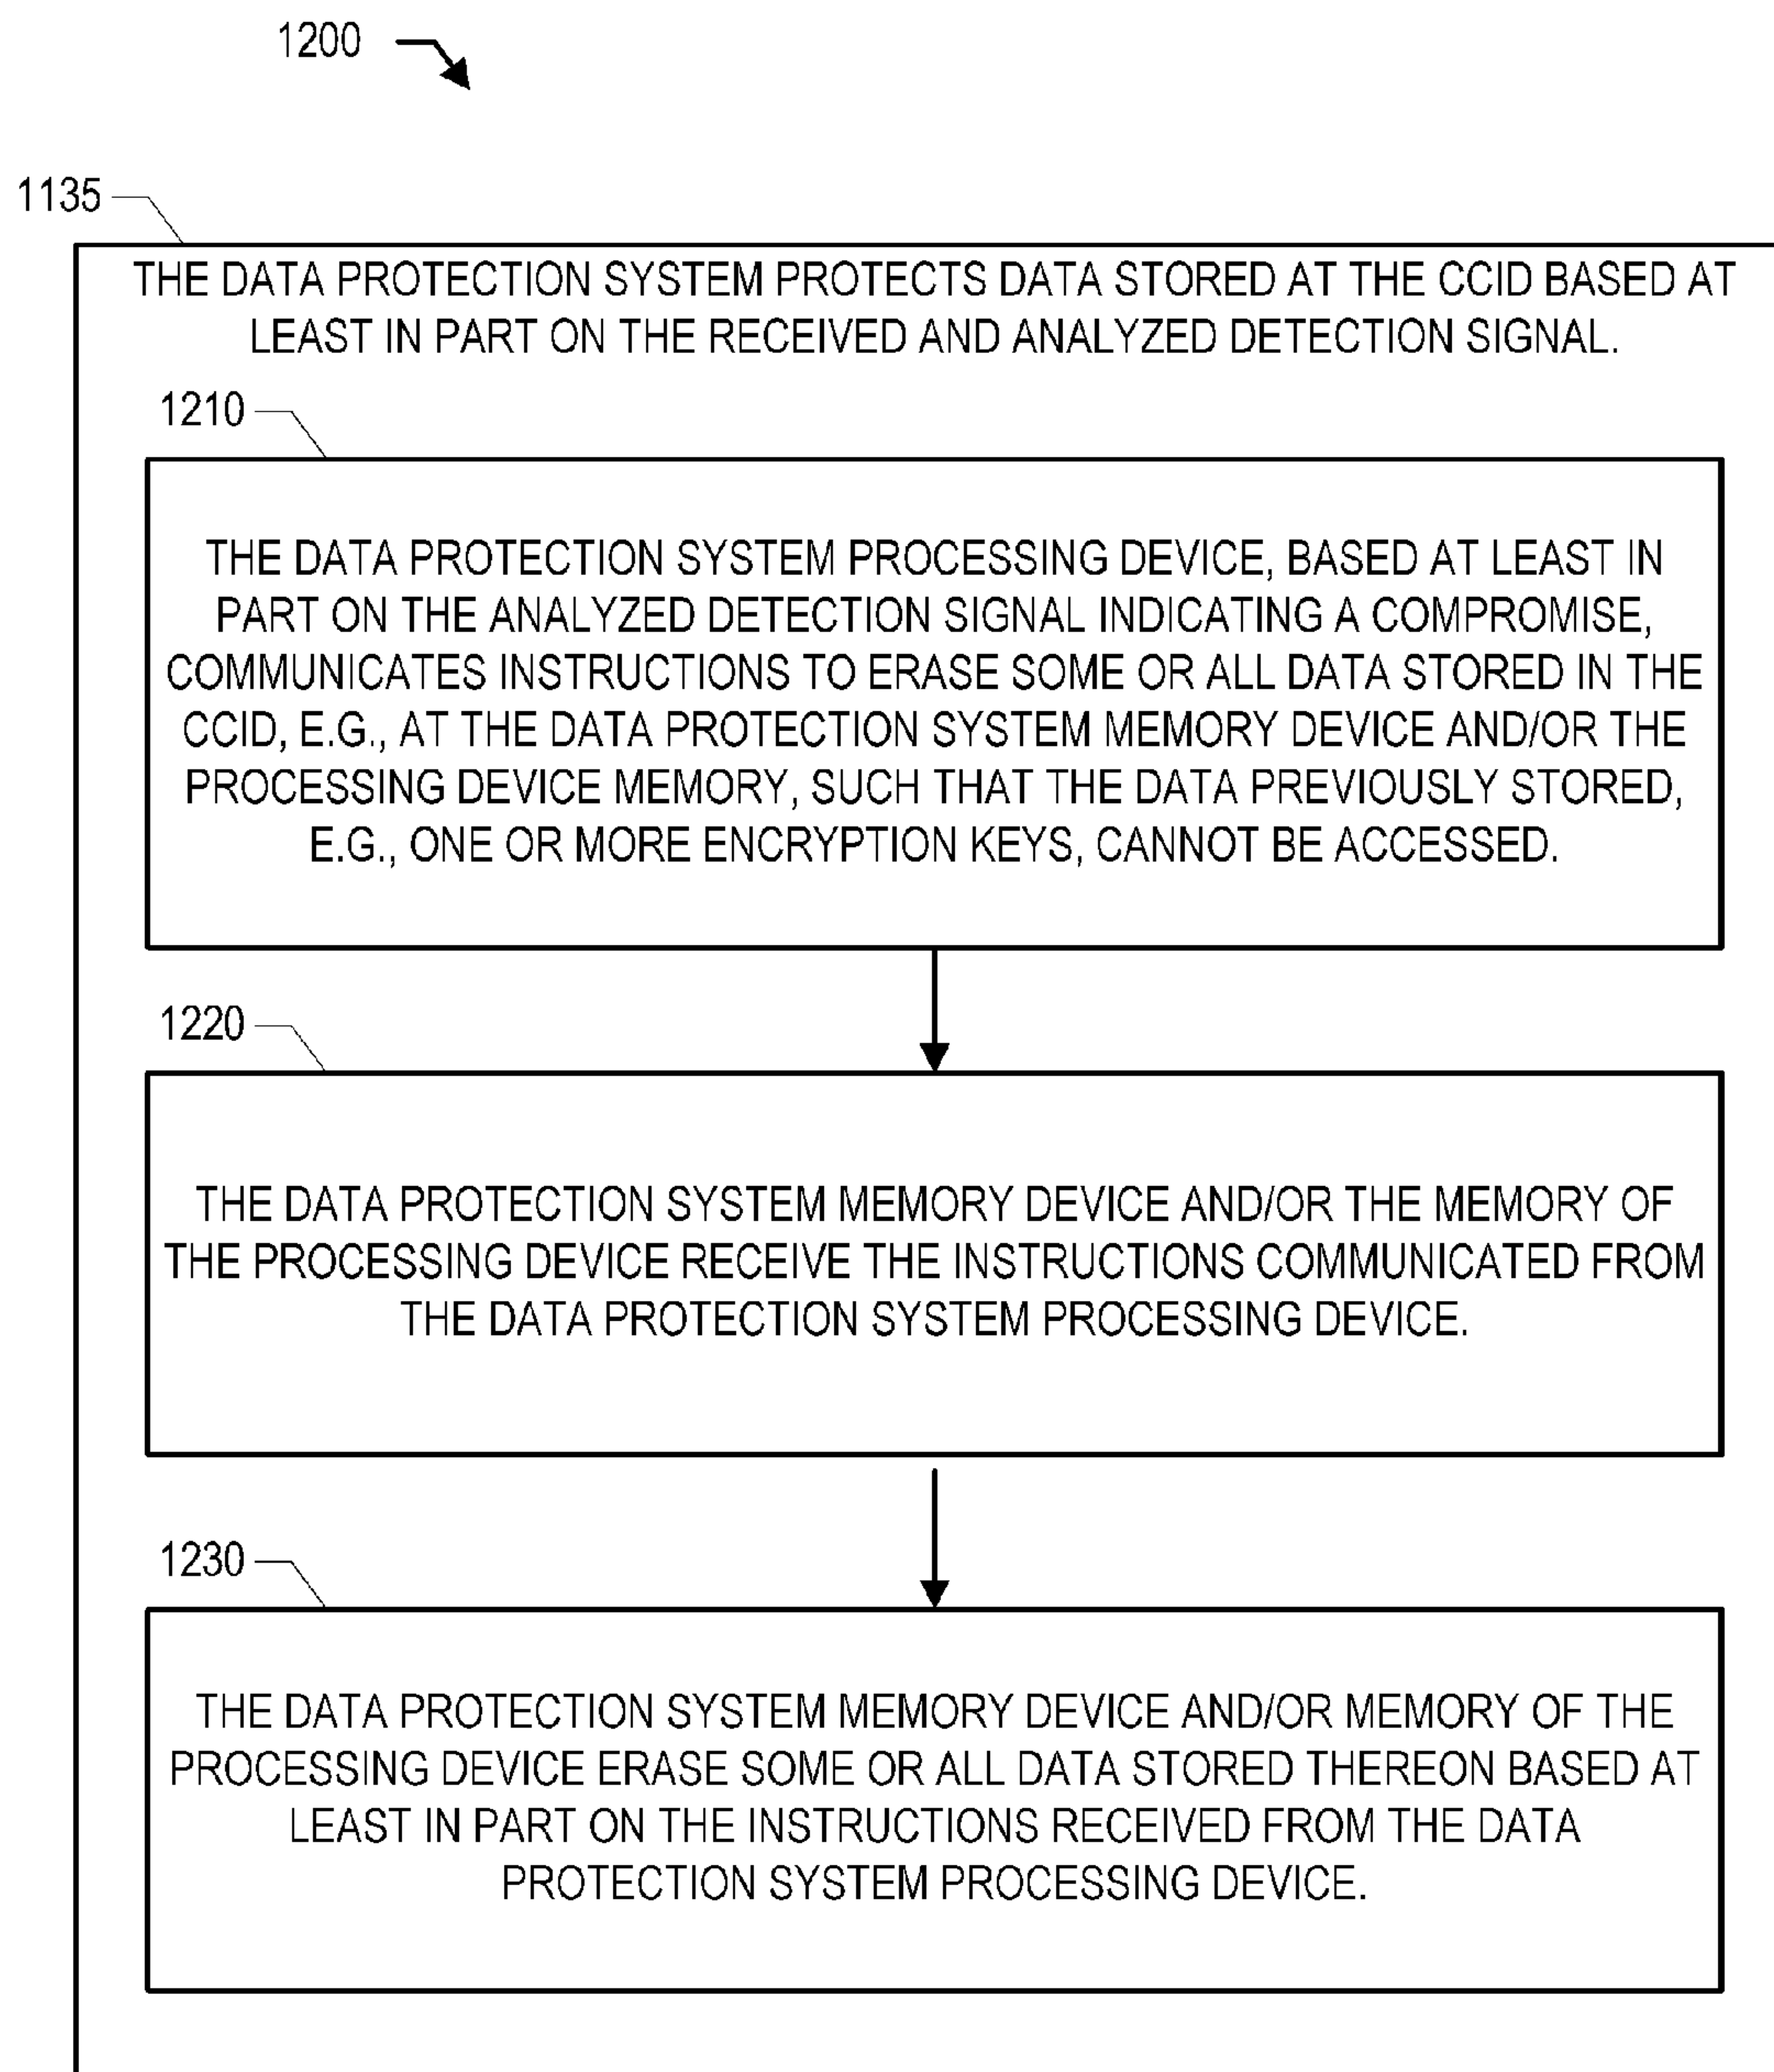 1200
1135
THE DATA PROTECTION SYSTEM PROTECTS DATA STORED AT THE CCID BASED AT
LEAST IN PART ON THE RECEIVED AND ANALYZED DETECTION SIGNAL.
1210
THE DATA PROTECTION SYSTEM PROCESSING DEVICE, BASED AT LEAST IN
PART ON THE ANALYZED DETECTION SIGNAL INDICATING A COMPROMISE,
COMMUNICATES INSTRUCTIONS TO ERASE SOME OR ALL DATA STORED IN THE
CCID, E.G., AT THE DATA PROTECTION SYSTEM MEMORY DEVICE AND/OR THE
PROCESSING DEVICE MEMORY, SUCH THAT THE DATA PREVIOUSLY STORED,
E.G., ONE OR MORE ENCRYPTION KEYS, CANNOT BE ACCESSED.
1220
THE DATA PROTECTION SYSTEM MEMORY DEVICE AND/OR THE MEMORY OF
THE PROCESSING DEVICE RECEIVE THE INSTRUCTIONS COMMUNICATED FROM
THE DATA PROTECTION SYSTEM PROCESSING DEVICE.
1230
THE DATA PROTECTION SYSTEM MEMORY DEVICE AND/OR MEMORY OF THE
PROCESSING DEVICE ERASE SOME OR ALL DATA STORED THEREON BASED AT
LEAST IN PART ON THE INSTRUCTIONS RECEIVED FROM THE DATA
PROTECTION SYSTEM PROCESSING DEVICE.